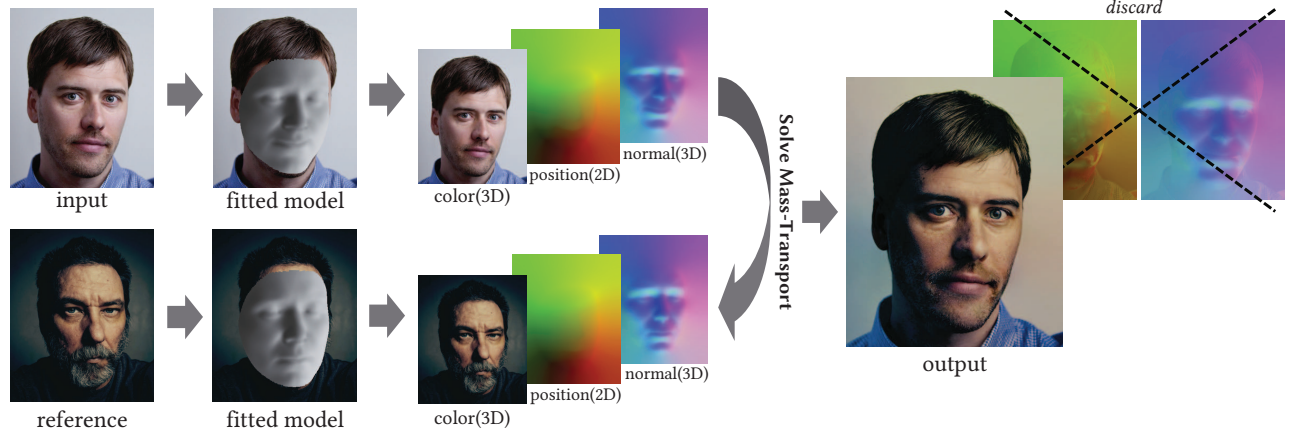 input
fitted model
color(3D)
position(2D)
normal(3D)
reference
fitted model
color(3D)
position(2D)
normal(3D)
Solve Mass-Transport
output
discard